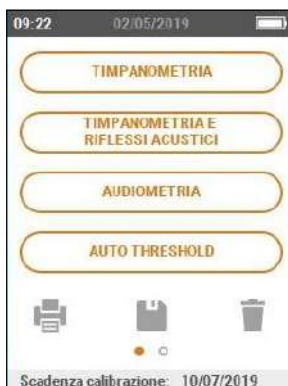 09:22 02/05/2019
TIMPANOMETRIA
TIMPANOMETRIA E
RIFLESSI ACUSTICI
AUDIOMETRIA
AUTO THRESHOLD
Scadenza calibrazione: 10/07/2019